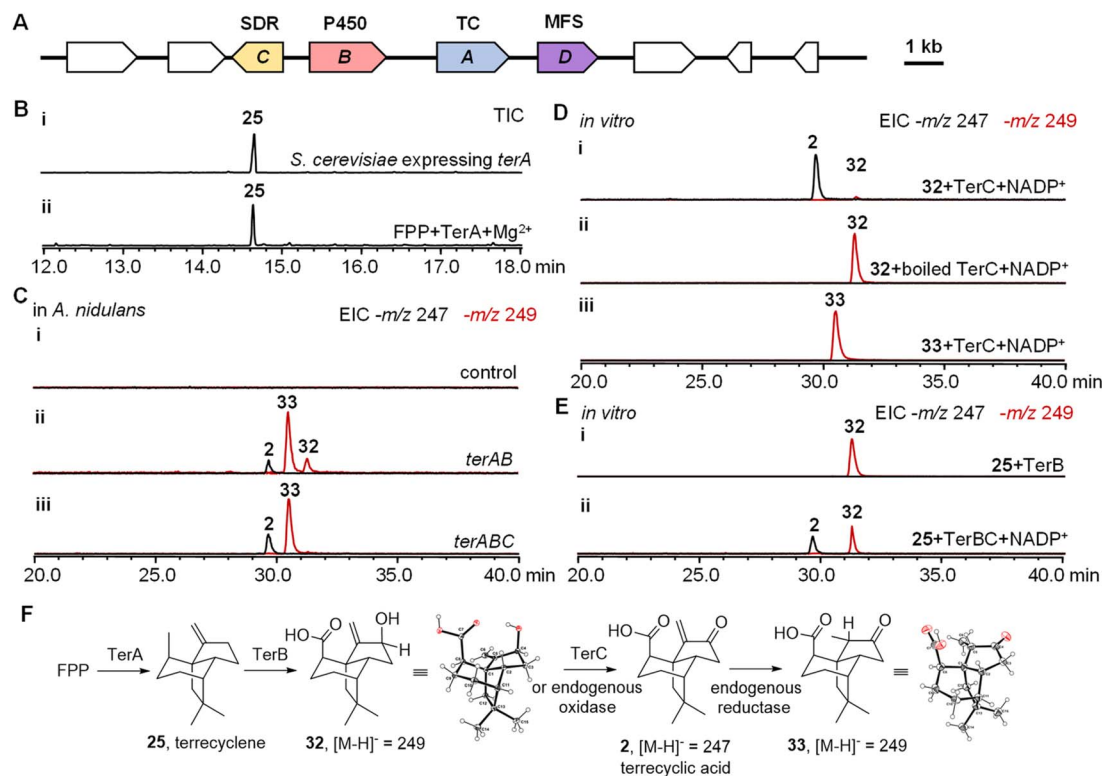 A
SDR P450 TC MFS
C B A D
1 kb
B
i
25
TIC
S. cerevisiae expressing terA
ii
25
FPP+TerA+Mg²⁺
12.0 13.0 14.0 15.0 16.0 17.0 18.0 min
C
in A. nidulans
EIC -m/z 247 -m/z 249
i
control
ii
2 33 32
terAB
iii
2 33
terABC
20.0 25.0 30.0 35.0 40.0 min
D
in vitro
EIC -m/z 247 -m/z 249
i
2 32
32+TerC+NADP⁺
ii
32
32+boiled TerC+NADP⁺
iii
33
33+TerC+NADP⁺
20.0 25.0 30.0 35.0 40.0 min
E
in vitro
EIC -m/z 247 -m/z 249
i
32
25+TerB
ii
2 32
25+TerBC+NADP⁺
20.0 25.0 30.0 35.0 40.0 min
F
FPP
TerA
25, terrecyclene
TerB
HO O OH
H
32, [M-H]⁻ = 249
≡
TerC
or endogenous
oxidase
HO O O
2, [M-H]⁻ = 247
terrecyclic acid
endogenous
reductase
HO O H O
33, [M-H]⁻ = 249
≡